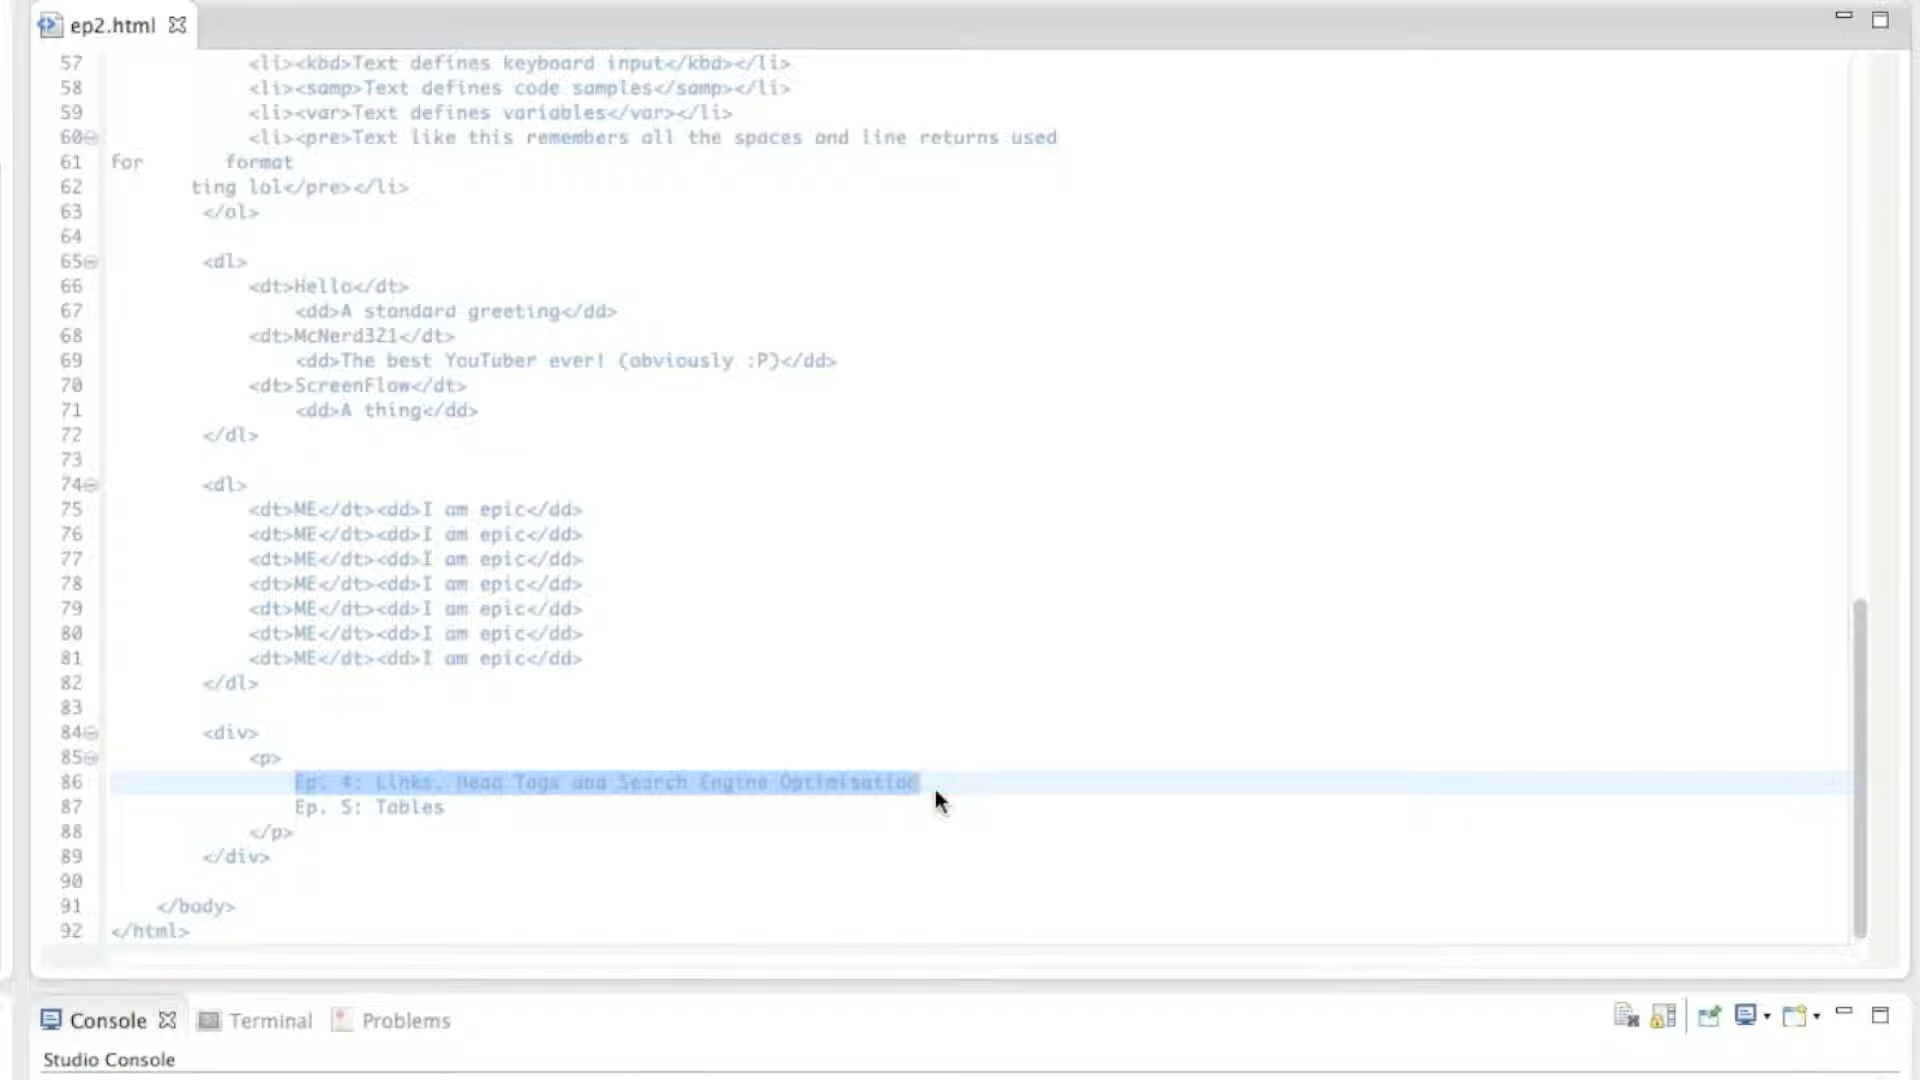 ep2.html
57 <li><kbd>Text defines keyboard input</kbd></li>
58 <li><samp>Text defines code samples</samp></li>
59 <li><var>Text defines variables</var></li>
60 <li><pre>Text like this remembers all the spaces and line returns used
61 for       format
62        ting lol</pre></li>
63 </ol>
64
65 <dl>
66 <dt>Hello</dt>
67 <dd>A standard greeting</dd>
68 <dt>McNerd321</dt>
69 <dd>The best YouTuber ever! (obviously :P)</dd>
70 <dt>ScreenFlow</dt>
71 <dd>A thing</dd>
72 </dl>
73
74 <dl>
75 <dt>ME</dt><dd>I am epic</dd>
76 <dt>ME</dt><dd>I am epic</dd>
77 <dt>ME</dt><dd>I am epic</dd>
78 <dt>ME</dt><dd>I am epic</dd>
79 <dt>ME</dt><dd>I am epic</dd>
80 <dt>ME</dt><dd>I am epic</dd>
81 <dt>ME</dt><dd>I am epic</dd>
82 </dl>
83
84 <div>
85 <p>
86 Ep. 4: Links, Head Tags and Search Engine Optimisation
87 Ep. 5: Tables
88 </p>
89 </div>
90
91 </body>
92 </html>
Console Terminal Problems
Studio Console